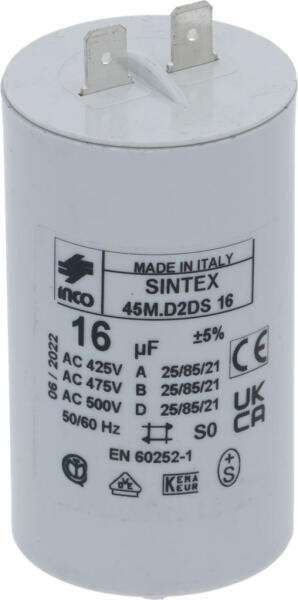 MADE IN ITALY
inco
SINTEX
45M.D2DS 16
16 µF ±5%
AC 425V A 25/85/21
AC 475V B 25/85/21
AC 500V D 25/85/21
50/60 Hz S0
06 / 2022
CE
UK
CA
EN 60252-1
KEMA
KEUR
+
S